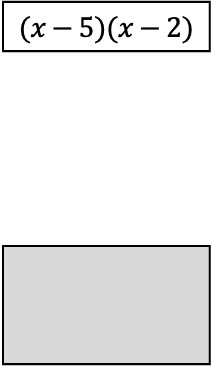 (x − 5)(x − 2)